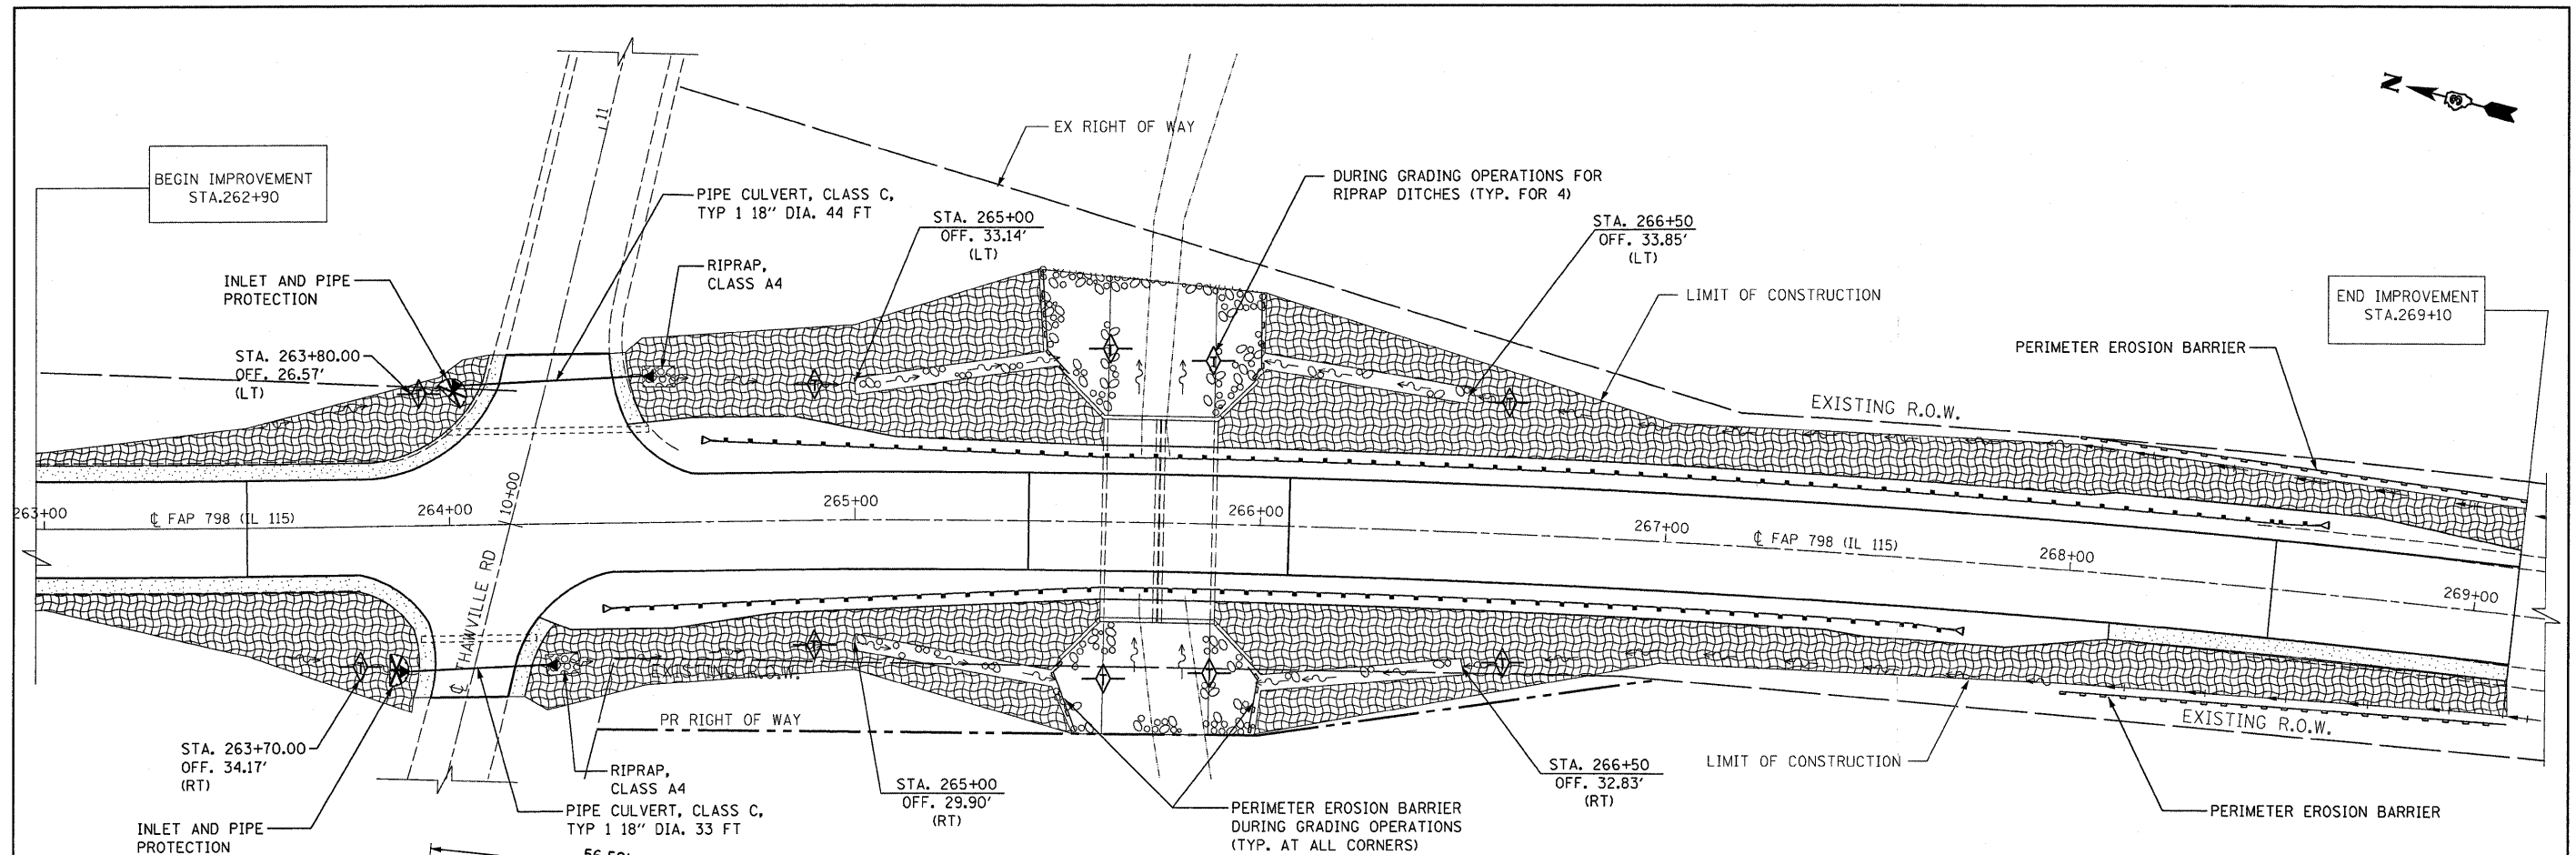 EX RIGHT OF WAY
N
3
11
BEGIN IMPROVEMENT
STA.262+90
DURING GRADING OPERATIONS FOR
RIPRAP DITCHES (TYP. FOR 4)
PIPE CULVERT, CLASS C,
TYP 1 18" DIA. 44 FT
STA. 265+00
OFF. 33.14'
(LT)
STA. 266+50
OFF. 33.85'
(LT)
INLET AND PIPE
PROTECTION
RIPRAP,
CLASS A4
LIMIT OF CONSTRUCTION
END IMPROVEMENT
STA.269+10
STA. 263+80.00
OFF. 26.57'
(LT)
PERIMETER EROSION BARRIER
T
T
T
T
T
EXISTING R.O.W.
263+00
℄ FAP 798 (IL 115)
264+00
10+00
265+00
266+00
267+00
℄ FAP 798 (IL 115)
268+00
269+00
℄ THAWVILLE RD
T
T
T
T
T
EXISTING R.O.W.
PR RIGHT OF WAY
EXISTING R.O.W.
STA. 263+70.00
OFF. 34.17'
(RT)
RIPRAP,
CLASS A4
STA. 265+00
OFF. 29.90'
(RT)
STA. 266+50
OFF. 32.83'
(RT)
LIMIT OF CONSTRUCTION
INLET AND PIPE
PROTECTION
PIPE CULVERT, CLASS C,
TYP 1 18" DIA. 33 FT
PERIMETER EROSION BARRIER
DURING GRADING OPERATIONS
(TYP. AT ALL CORNERS)
PERIMETER EROSION BARRIER